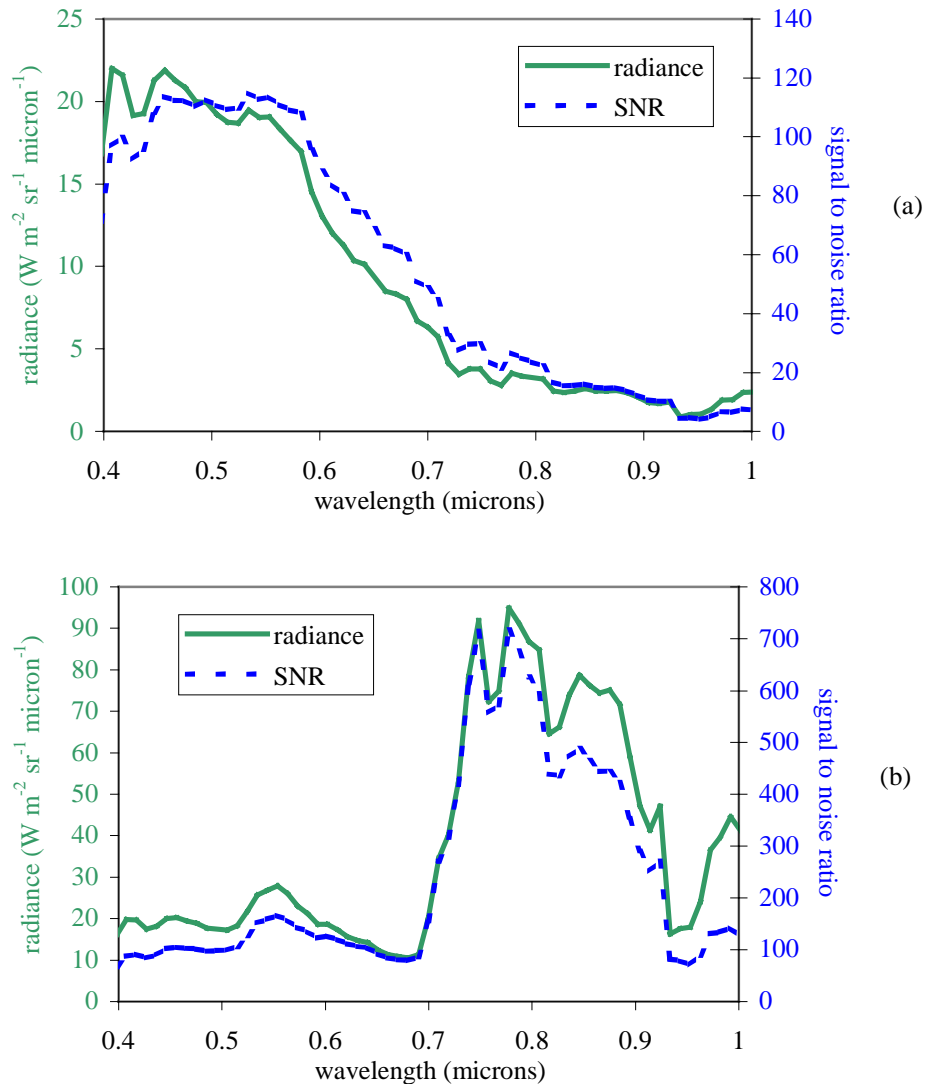 25
20
15
10
5
0
radiance (W m-2 sr-1 micron-1)
radiance
SNR
140
120
100
80
60
40
20
0
signal to noise ratio
(a)
0.4 0.5 0.6 0.7 0.8 0.9 1
wavelength (microns)
100
90
80
70
60
50
40
30
20
10
0
radiance (W m-2 sr-1 micron-1)
radiance
SNR
800
700
600
500
400
300
200
100
0
signal to noise ratio
(b)
0.4 0.5 0.6 0.7 0.8 0.9 1
wavelength (microns)